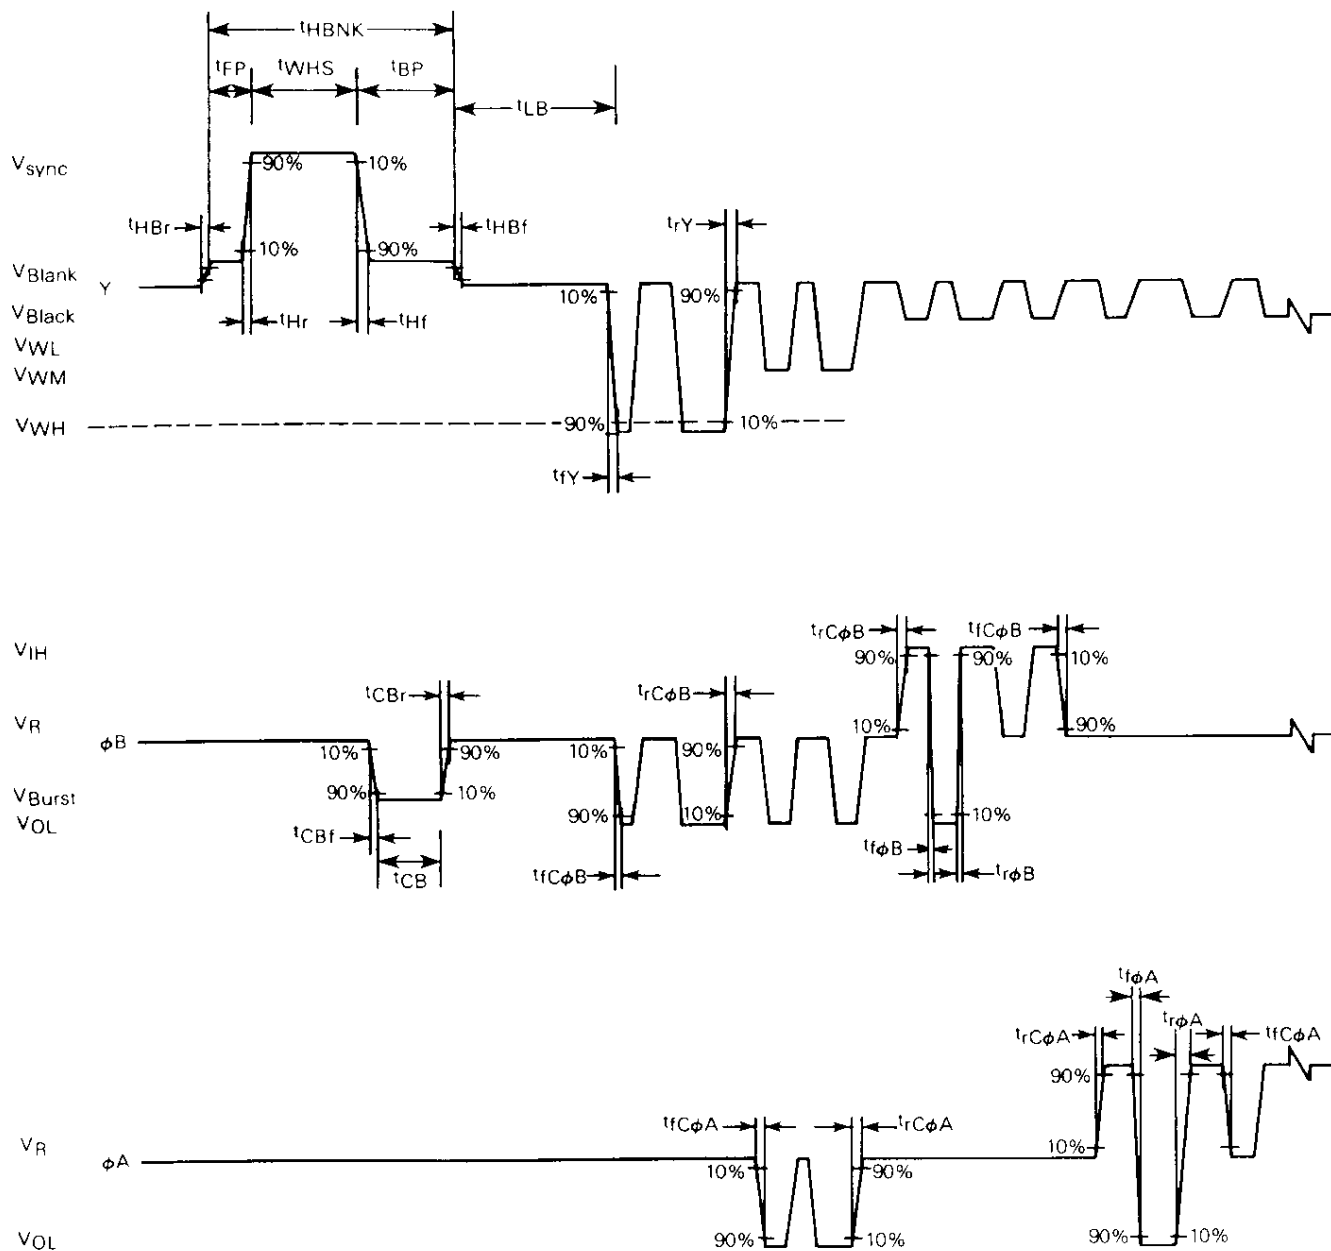 tHBNK
tFP tWHS tBP
tLB
Vsync
90% 10%
tHBr tHBf trY
10% 90%
VBlank
Y
10% 90%
VBlack
tHr tHf
VWL
VWM
VWH
90% 10%
tfY
trCϕB tfCϕB
VIH
90% 90% 10%
tCBr trCϕB
VR
ϕB
10% 90% 10% 90% 10% 90%
VBurst
90% 10% 90% 10% 10%
VOL
tCBf tfϕB
tCB tfCϕB trϕB
tfϕA
trϕA
trCϕA tfCϕA
90%
tfCϕA trCϕA
VR
ϕA
10% 90% 10%
VOL
90% 10% 90% 10%